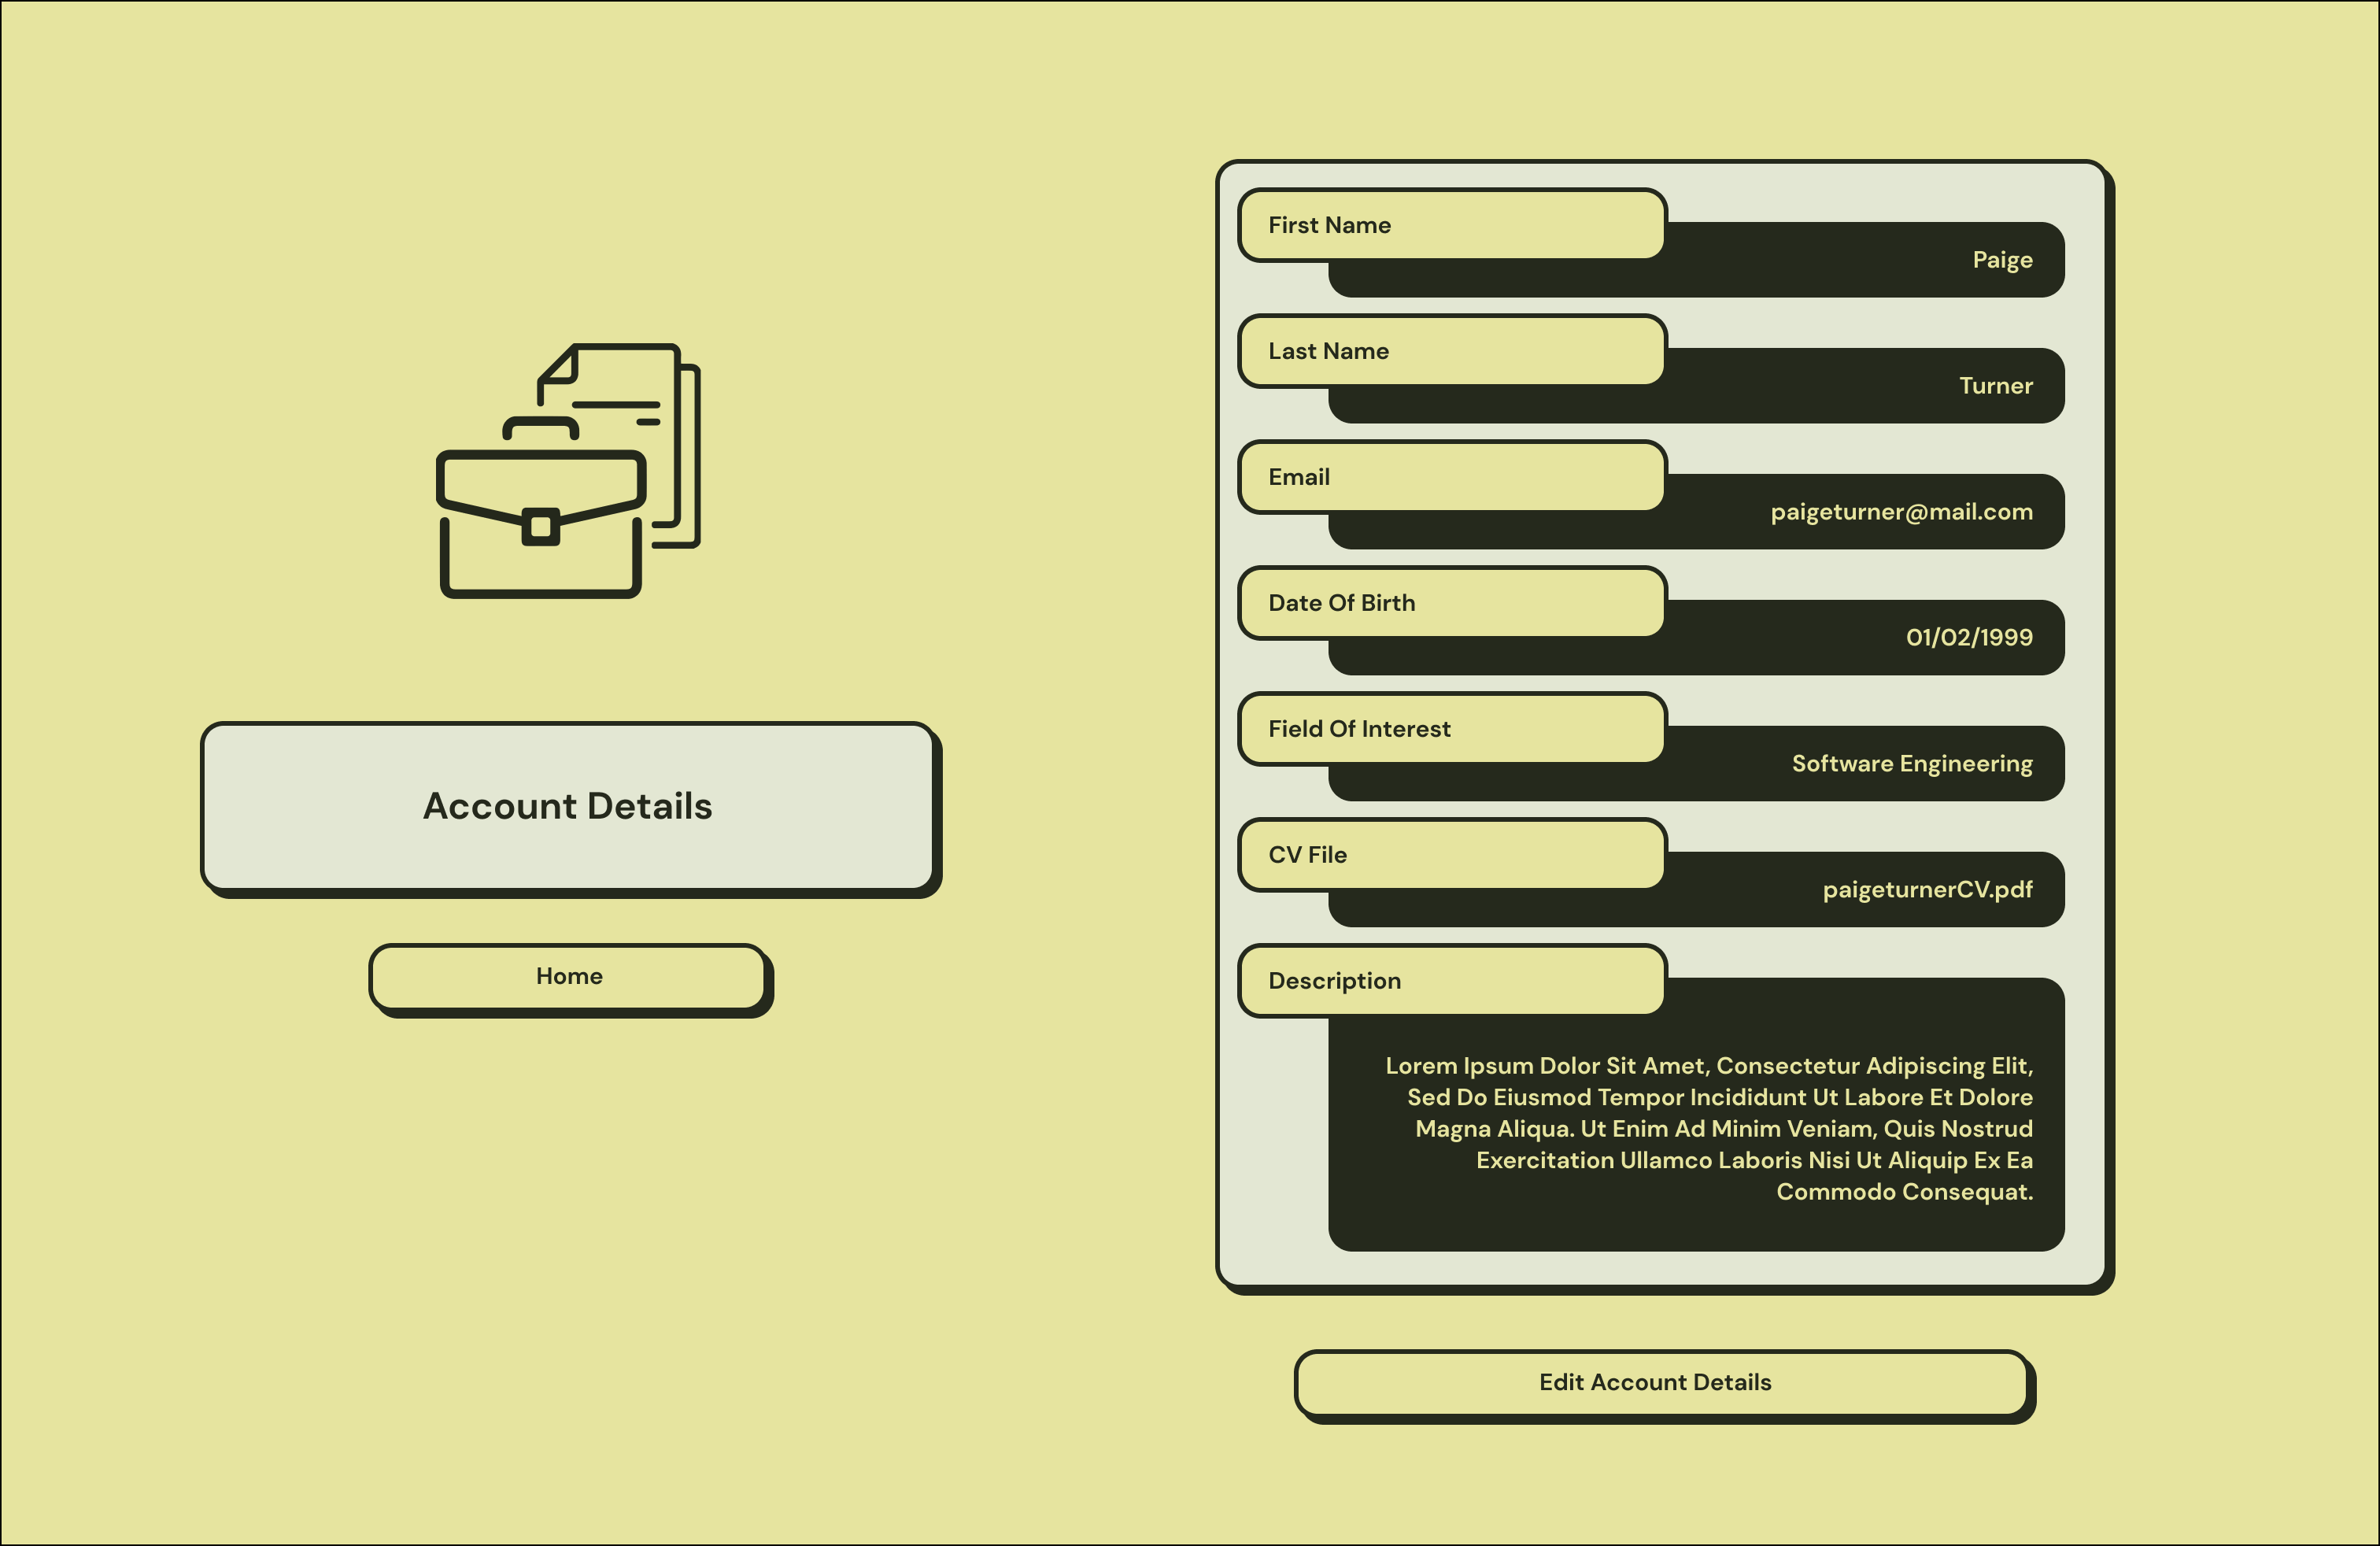 Account Details
Home
First Name
Paige
Last Name
Turner
Email
paigeturner@mail.com
Date Of Birth
01/02/1999
Field Of Interest
Software Engineering
CV File
paigeturnerCV.pdf
Description
Lorem Ipsum Dolor Sit Amet, Consectetur Adipiscing Elit,
Sed Do Eiusmod Tempor Incididunt Ut Labore Et Dolore
Magna Aliqua. Ut Enim Ad Minim Veniam, Quis Nostrud
Exercitation Ullamco Laboris Nisi Ut Aliquip Ex Ea
Commodo Consequat.
Edit Account Details